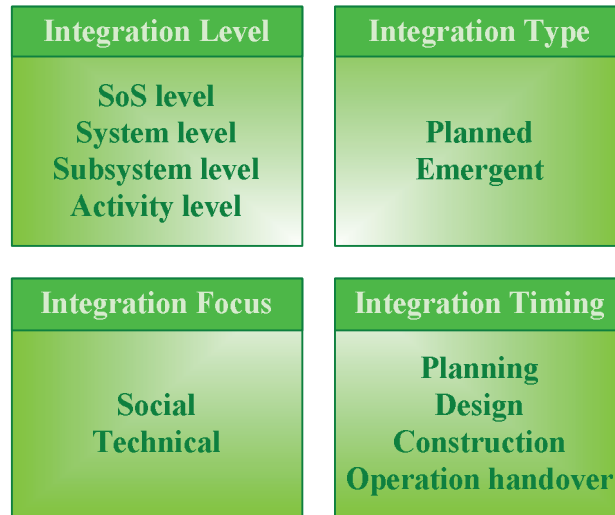 Integration Level
SoS level
System level
Subsystem level
Activity level
Integration Type
Planned
Emergent
Integration Focus
Social
Technical
Integration Timing
Planning
Design
Construction
Operation handover